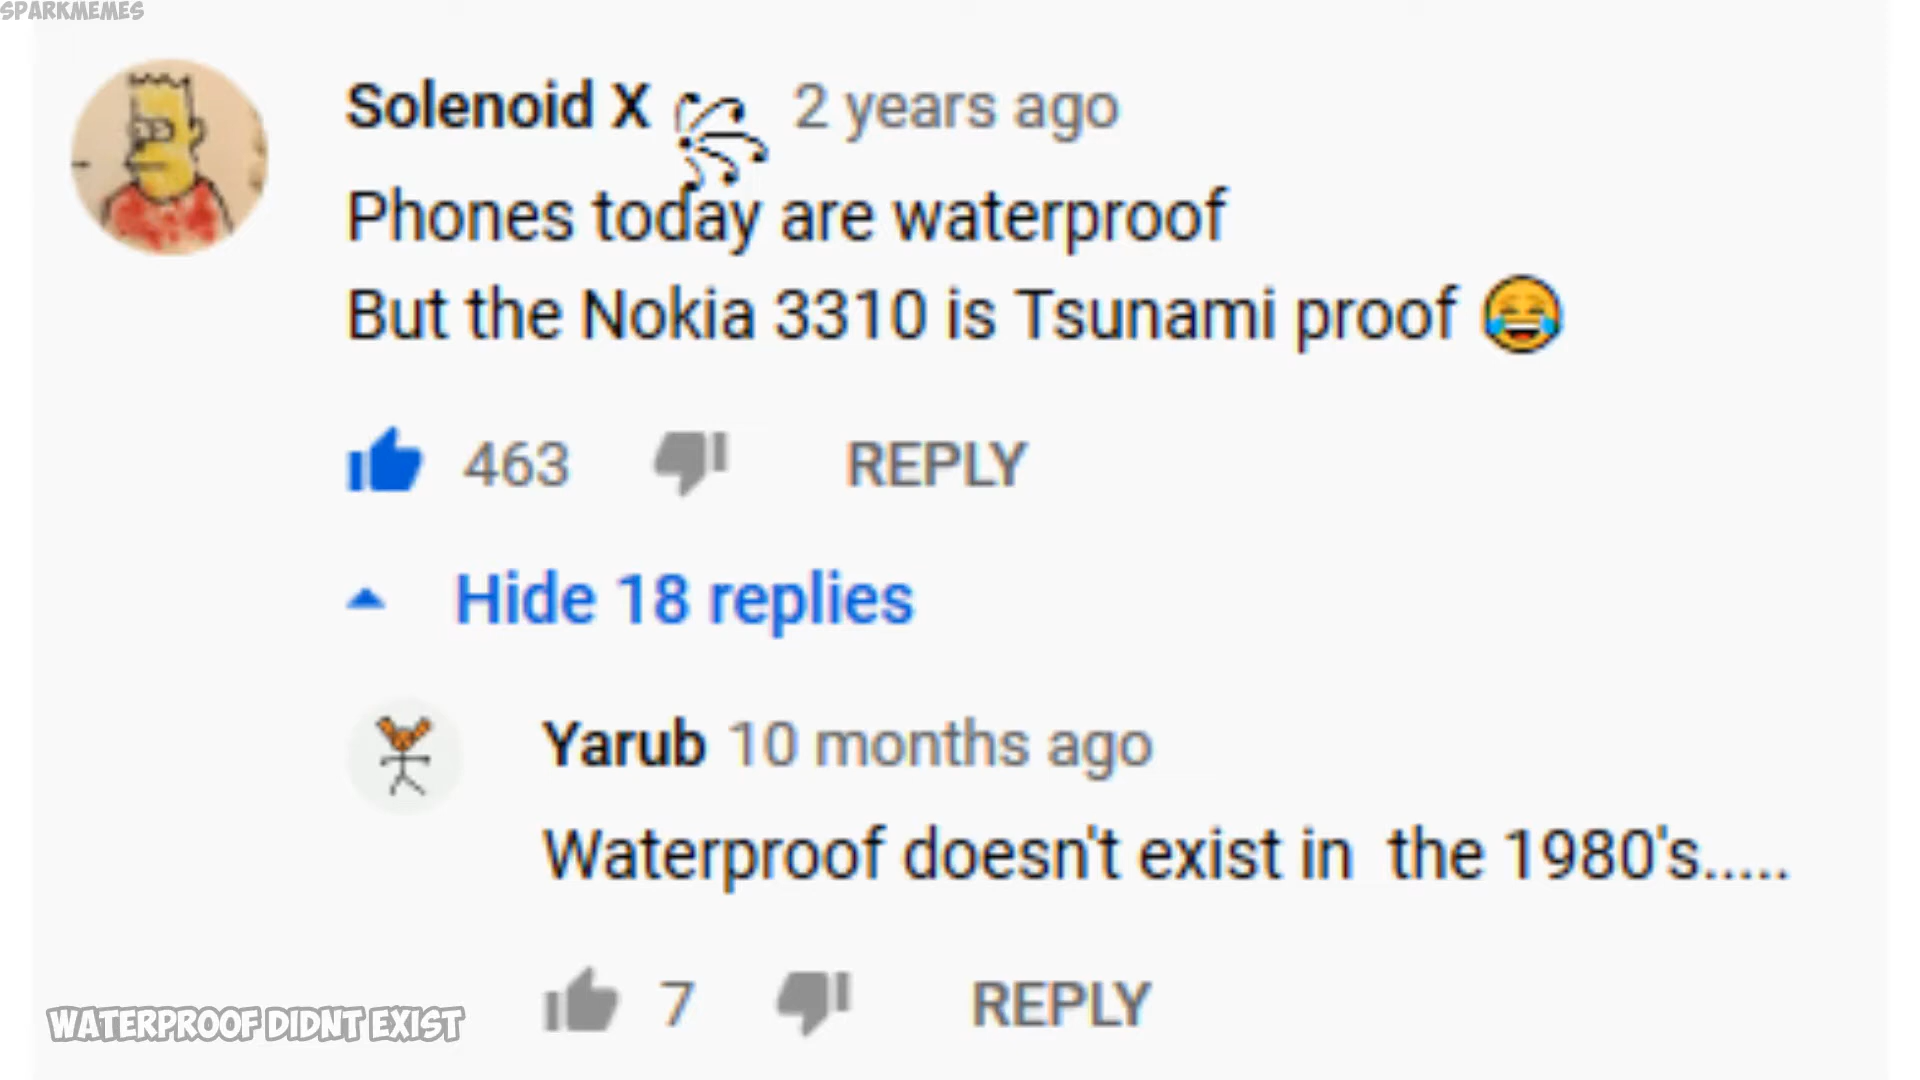 SPARKMEMES
Solenoid X 2 years ago
Phones today are waterproof
But the Nokia 3310 is Tsunami proof 😂
463 REPLY
Hide 18 replies
Yarub 10 months ago
Waterproof doesn't exist in  the 1980's.....
7 REPLY
WATERPROOF DIDNT EXIST